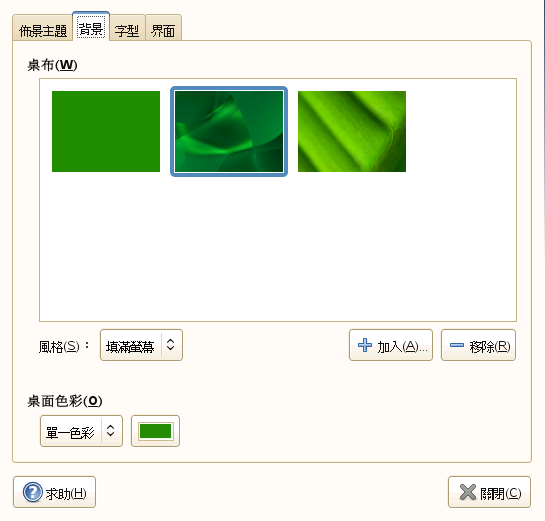 佈景主題 背景 字型 界面
桌布(W)
風格(S)： 填滿螢幕 加入(A)... 移除(R)
桌面色彩(O)
單一色彩
求助(H) 關閉(C)